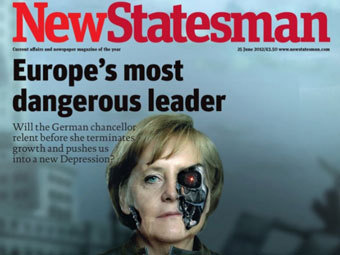 NewStatesman
Current affairs and newspaper magazine of the year
25 June 2012/£3.50 www.newstatesman.com
Europe's most
dangerous leader
Will the German chancellor
relent before she terminates
growth and pushes us
into a new Depression?